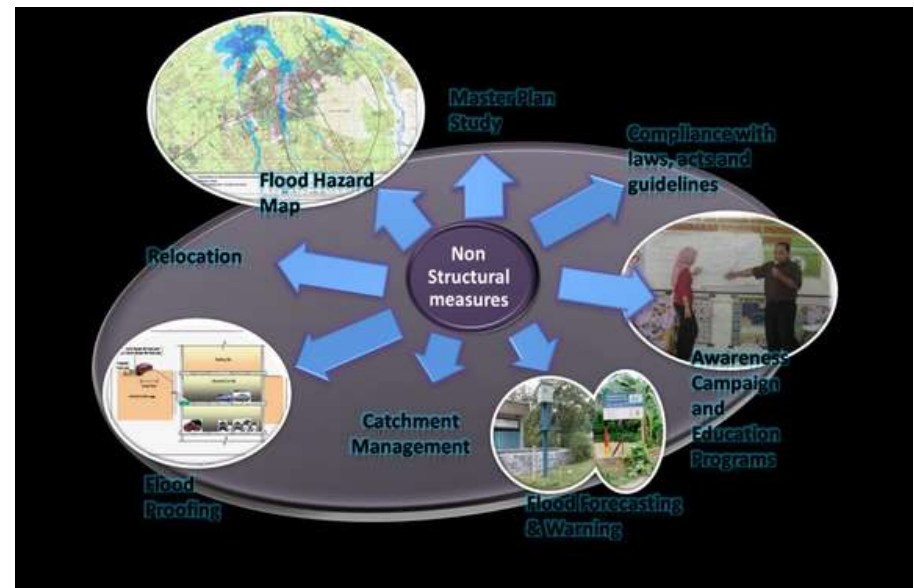 Master Plan
Study
Compliance with
laws, acts and
guidelines
Flood Hazard
Map
Relocation
Non
Structural
measures
Awareness
Campaign
and
Education
Programs
Catchment
Management
Flood
Proofing
Flood Forecasting
& Warning